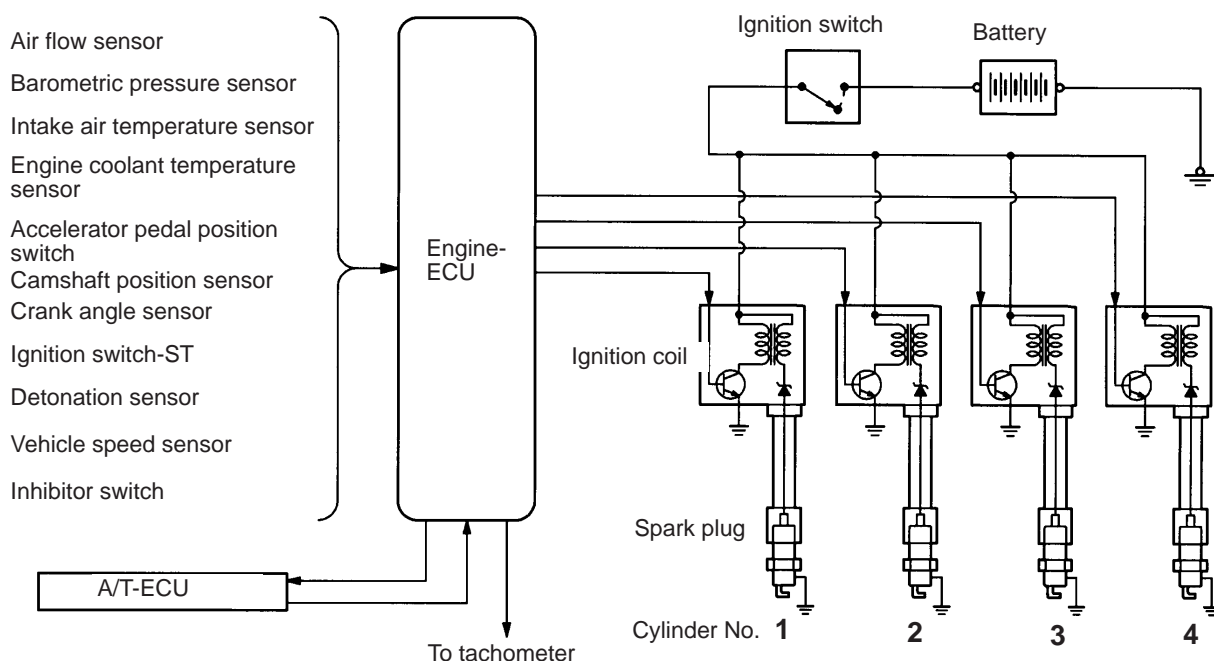 Air flow sensor
Barometric pressure sensor
Intake air temperature sensor
Engine coolant temperature
sensor
Accelerator pedal position
switch
Camshaft position sensor
Crank angle sensor
Ignition switch-ST
Detonation sensor
Vehicle speed sensor
Inhibitor switch
Engine-
ECU
A/T-ECU
To tachometer
Ignition switch
Battery
Ignition coil
Spark plug
Cylinder No. 1 2 3 4